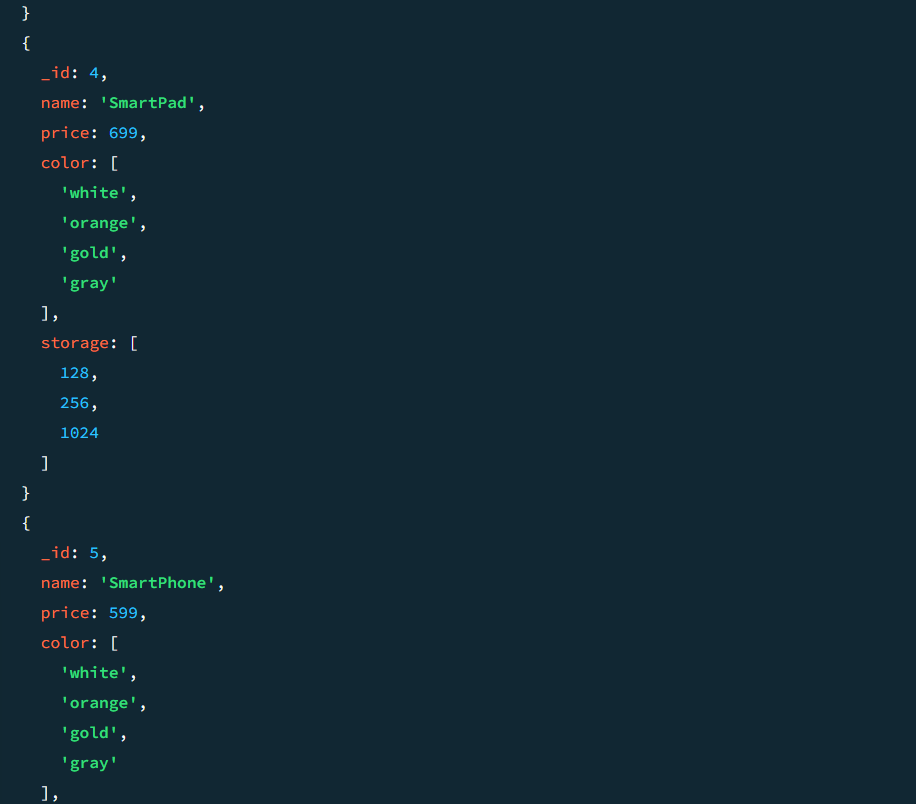 }
{
  _id: 4,
  name: 'SmartPad',
  price: 699,
  color: [
    'white',
    'orange',
    'gold',
    'gray'
  ],
  storage: [
    128,
    256,
    1024
  ]
}
{
  _id: 5,
  name: 'SmartPhone',
  price: 599,
  color: [
    'white',
    'orange',
    'gold',
    'gray'
  ],